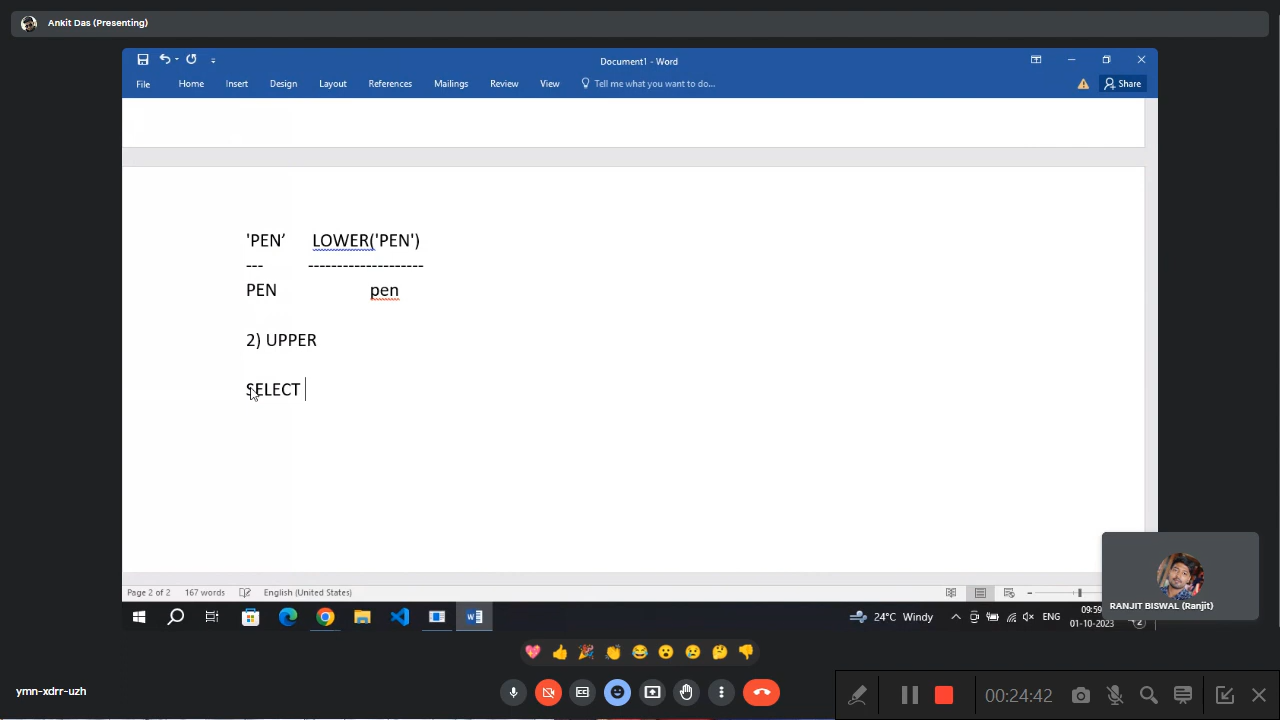 Ankit Das (Presenting)
Document1 - Word
File Home Insert Design Layout References Mailings Review View Tell me what you want to do... Share
'PEN’ LOWER('PEN')
--- --------------------
PEN pen
2) UPPER
SELECT
Page 2 of 2 167 words English (United States)
RANJIT BISWAL (Ranjit)
24°C Windy ENG
09:59
01-10-2023
2
ymn-xdrr-uzh
00:24:42